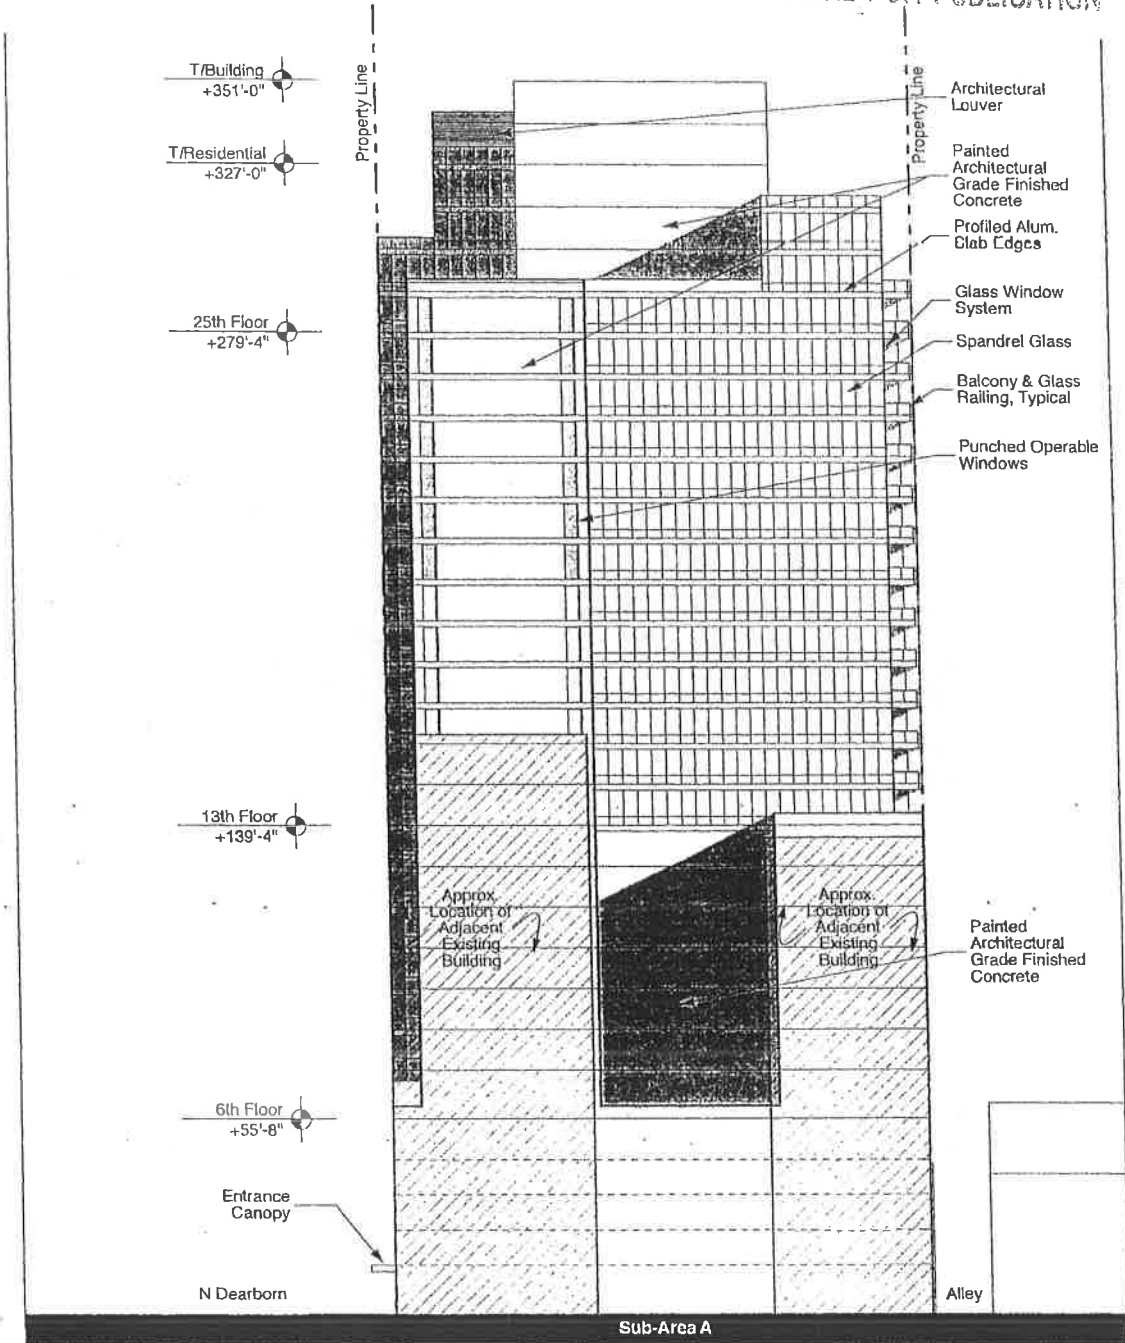 PUBLICATION
T/Building
+351'-0"
T/Residential
+327'-0"
25th Floor
+279'-4"
13th Floor
+139'-4"
6th Floor
+55'-8"
Entrance
Canopy
N Dearborn
Property Line
Property Line
Architectural
Louver
Painted
Architectural
Grade Finished
Concrete
Profiled Alum.
Slab Edges
Glass Window
System
Spandrel Glass
Balcony & Glass
Railing, Typical
Punched Operable
Windows
Approx.
Location of
Adjacent
Existing
Building
Approx.
Location of
Adjacent
Existing
Building
Painted
Architectural
Grade Finished
Concrete
Alley
Sub-Area A